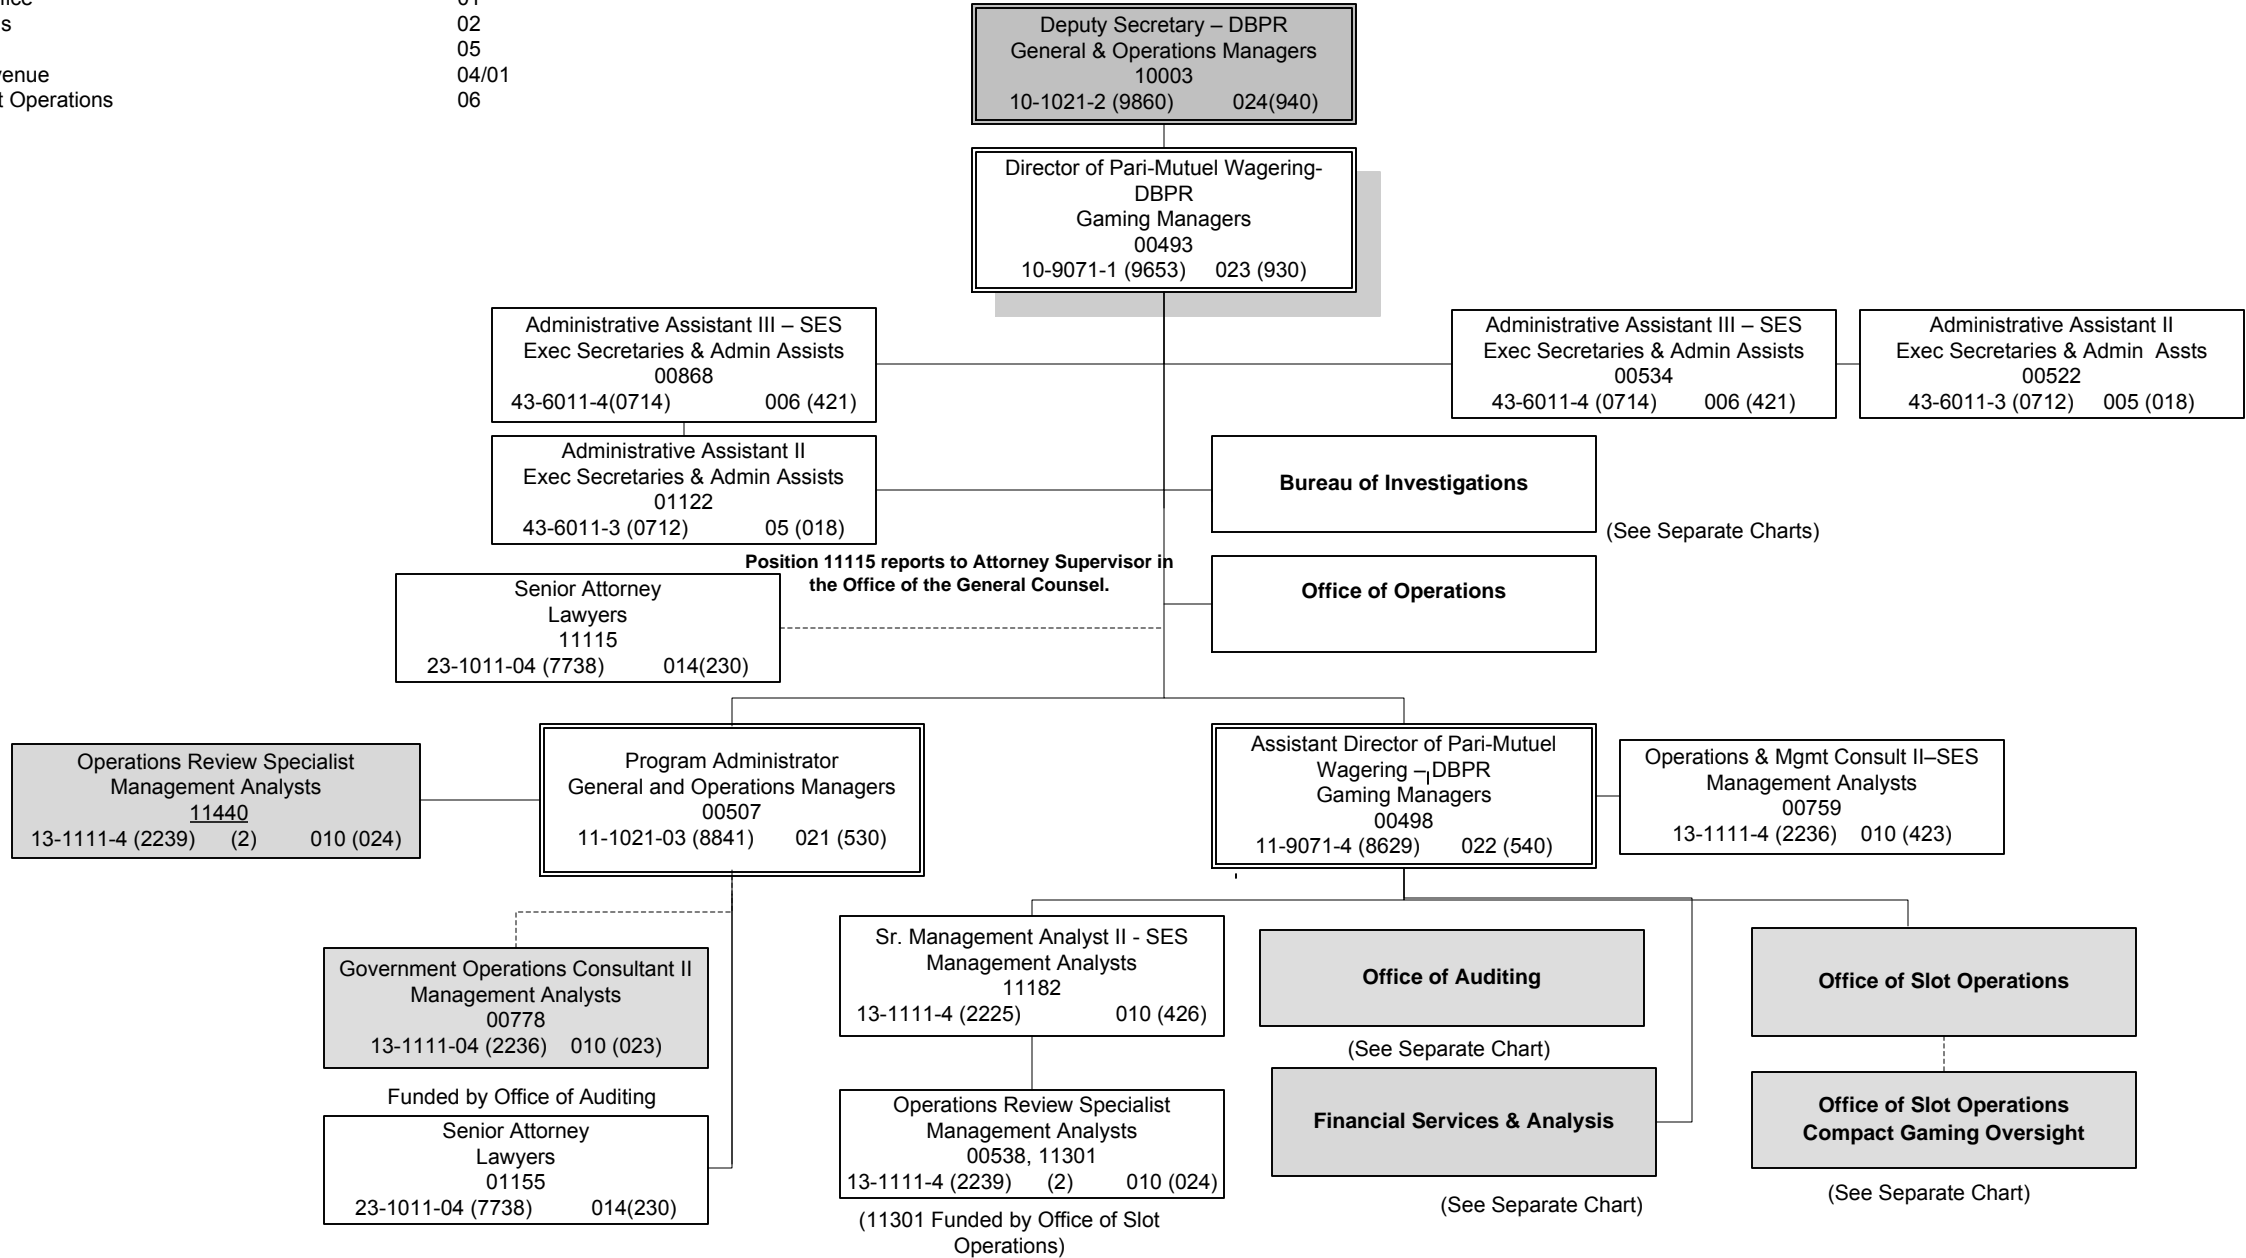 01
s 02
05
venue 04/01
t Operations 06
Deputy Secretary – DBPR
General & Operations Managers
10003
10-1021-2 (9860) 024(940)
Director of Pari-Mutuel Wagering-
DBPR
Gaming Managers
00493
10-9071-1 (9653) 023 (930)
Administrative Assistant III – SES
Exec Secretaries & Admin Assists
00868
43-6011-4(0714) 006 (421)
Administrative Assistant III – SES
Exec Secretaries & Admin Assists
00534
43-6011-4 (0714) 006 (421)
Administrative Assistant II
Exec Secretaries & Admin Assts
00522
43-6011-3 (0712) 005 (018)
Administrative Assistant II
Exec Secretaries & Admin Assists
01122
43-6011-3 (0712) 05 (018)
Bureau of Investigations
(See Separate Charts)
Position 11115 reports to Attorney Supervisor in
the Office of the General Counsel.
Senior Attorney
Lawyers
11115
23-1011-04 (7738) 014(230)
Office of Operations
Operations Review Specialist
Management Analysts
11440
13-1111-4 (2239) (2) 010 (024)
Program Administrator
General and Operations Managers
00507
11-1021-03 (8841) 021 (530)
Assistant Director of Pari-Mutuel
Wagering – DBPR
Gaming Managers
00498
11-9071-4 (8629) 022 (540)
Operations & Mgmt Consult II–SES
Management Analysts
00759
13-1111-4 (2236) 010 (423)
Government Operations Consultant II
Management Analysts
00778
13-1111-04 (2236) 010 (023)
Funded by Office of Auditing
Senior Attorney
Lawyers
01155
23-1011-04 (7738) 014(230)
Sr. Management Analyst II - SES
Management Analysts
11182
13-1111-4 (2225) 010 (426)
Operations Review Specialist
Management Analysts
00538, 11301
13-1111-4 (2239) (2) 010 (024)
(11301 Funded by Office of Slot
Operations)
Office of Auditing
(See Separate Chart)
Financial Services & Analysis
(See Separate Chart)
Office of Slot Operations
Office of Slot Operations
Compact Gaming Oversight
(See Separate Chart)